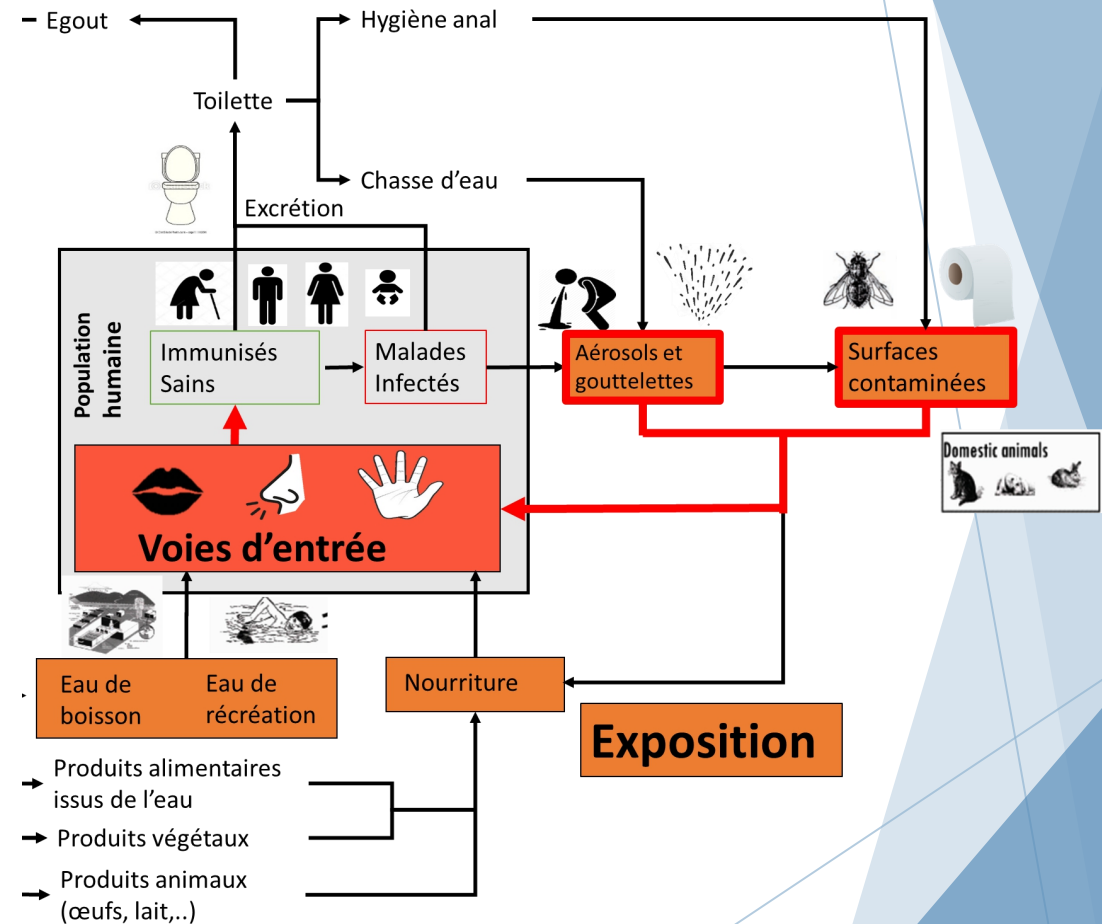 Egout
Hygiène anal
Toilette
Chasse d'eau
Excrétion
Population
humaine
Immunisés
Sains
Malades
Infectés
Aérosols et
gouttelettes
Surfaces
contaminées
Domestic animals
Voies d'entrée
Eau de
boisson
Eau de
récréation
Nourriture
Exposition
Produits alimentaires
issus de l'eau
Produits végétaux
Produits animaux
(œufs, lait,..)